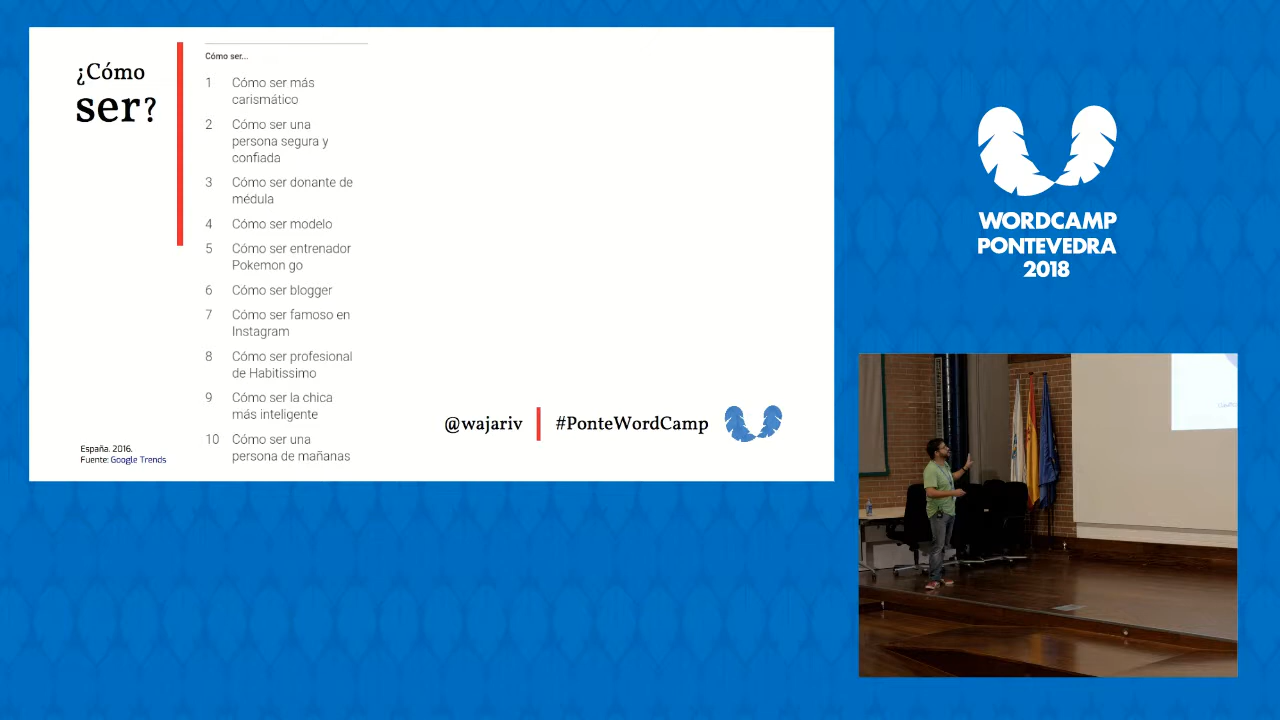 ¿Cómo
ser?
Cómo ser...
1 Cómo ser más
carismático
2 Cómo ser una
persona segura y
confiada
3 Cómo ser donante de
médula
4 Cómo ser modelo
5 Cómo ser entrenador
Pokemon go
6 Cómo ser blogger
7 Cómo ser famoso en
Instagram
8 Cómo ser profesional
de Habitissimo
9 Cómo ser la chica
más inteligente
10 Cómo ser una
persona de mañanas
España. 2016.
Fuente: Google Trends
@wajariv
#PonteWordCamp
WORDCAMP
PONTEVEDRA
2018